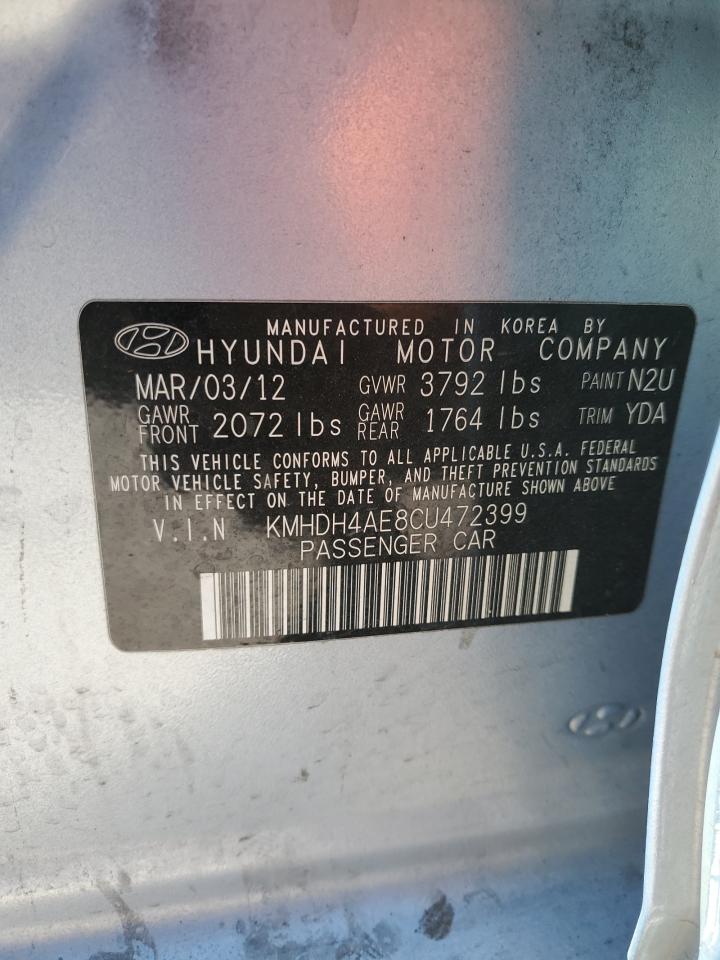 MANUFACTURED IN KOREA BY
HYUNDAI MOTOR COMPANY
MAR/03/12 GVWR 3792 lbs PAINT N2U
GAWR FRONT 2072 lbs GAWR REAR 1764 lbs TRIM YDA
THIS VEHICLE CONFORMS TO ALL APPLICABLE U.S.A. FEDERAL
MOTOR VEHICLE SAFETY, BUMPER, AND THEFT PREVENTION STANDARDS
IN EFFECT ON THE DATE OF MANUFACTURE SHOWN ABOVE
V.I.N KMHDH4AE8CU472399
PASSENGER CAR